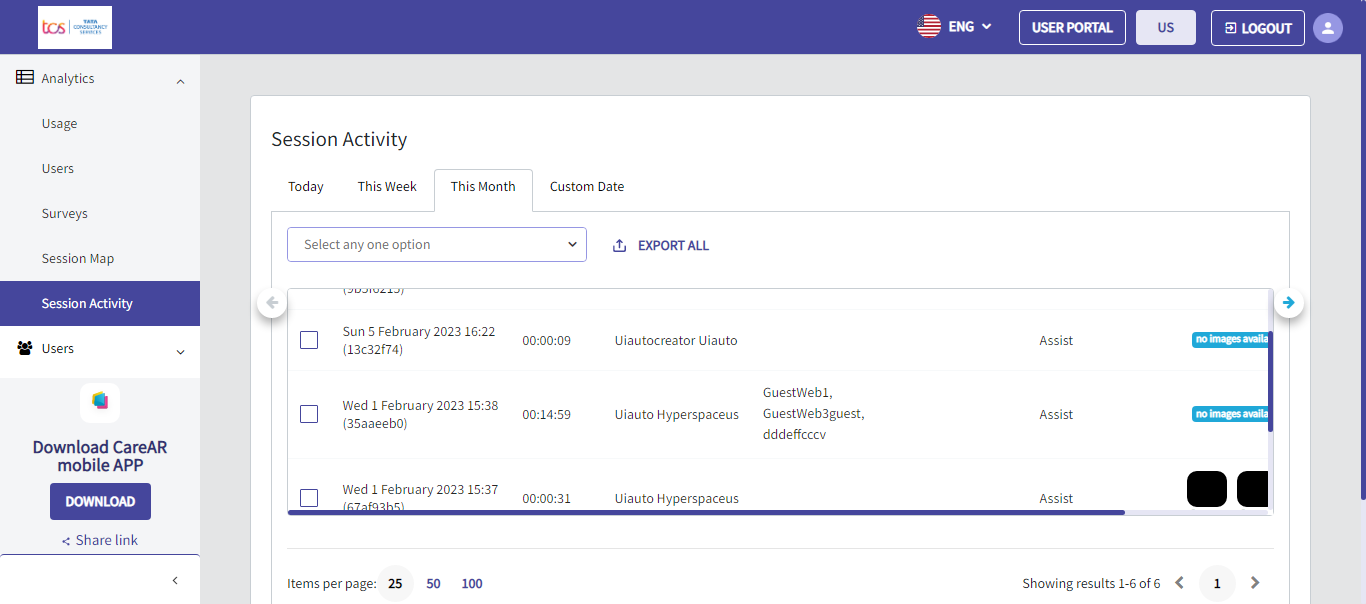 tcs TATA
CONSULTANCY
SERVICES
ENG
USER PORTAL
US
LOGOUT
Analytics
Usage
Users
Surveys
Session Map
Session Activity
Users
Download CareAR
mobile APP
DOWNLOAD
Share link
Session Activity
Today This Week This Month Custom Date
Select any one option
EXPORT ALL
(9b5f6215)
Sun 5 February 2023 16:22
(13c32f74)
00:00:09
Uiautocreator Uiauto
Assist
no images availa
Wed 1 February 2023 15:38
(35aaeeb0)
00:14:59
Uiauto Hyperspaceus
GuestWeb1,
GuestWeb3guest,
dddeffcccv
Assist
no images availa
Wed 1 February 2023 15:37
(67af93b5)
00:00:31
Uiauto Hyperspaceus
Assist
Items per page: 25 50 100
Showing results 1-6 of 6
1